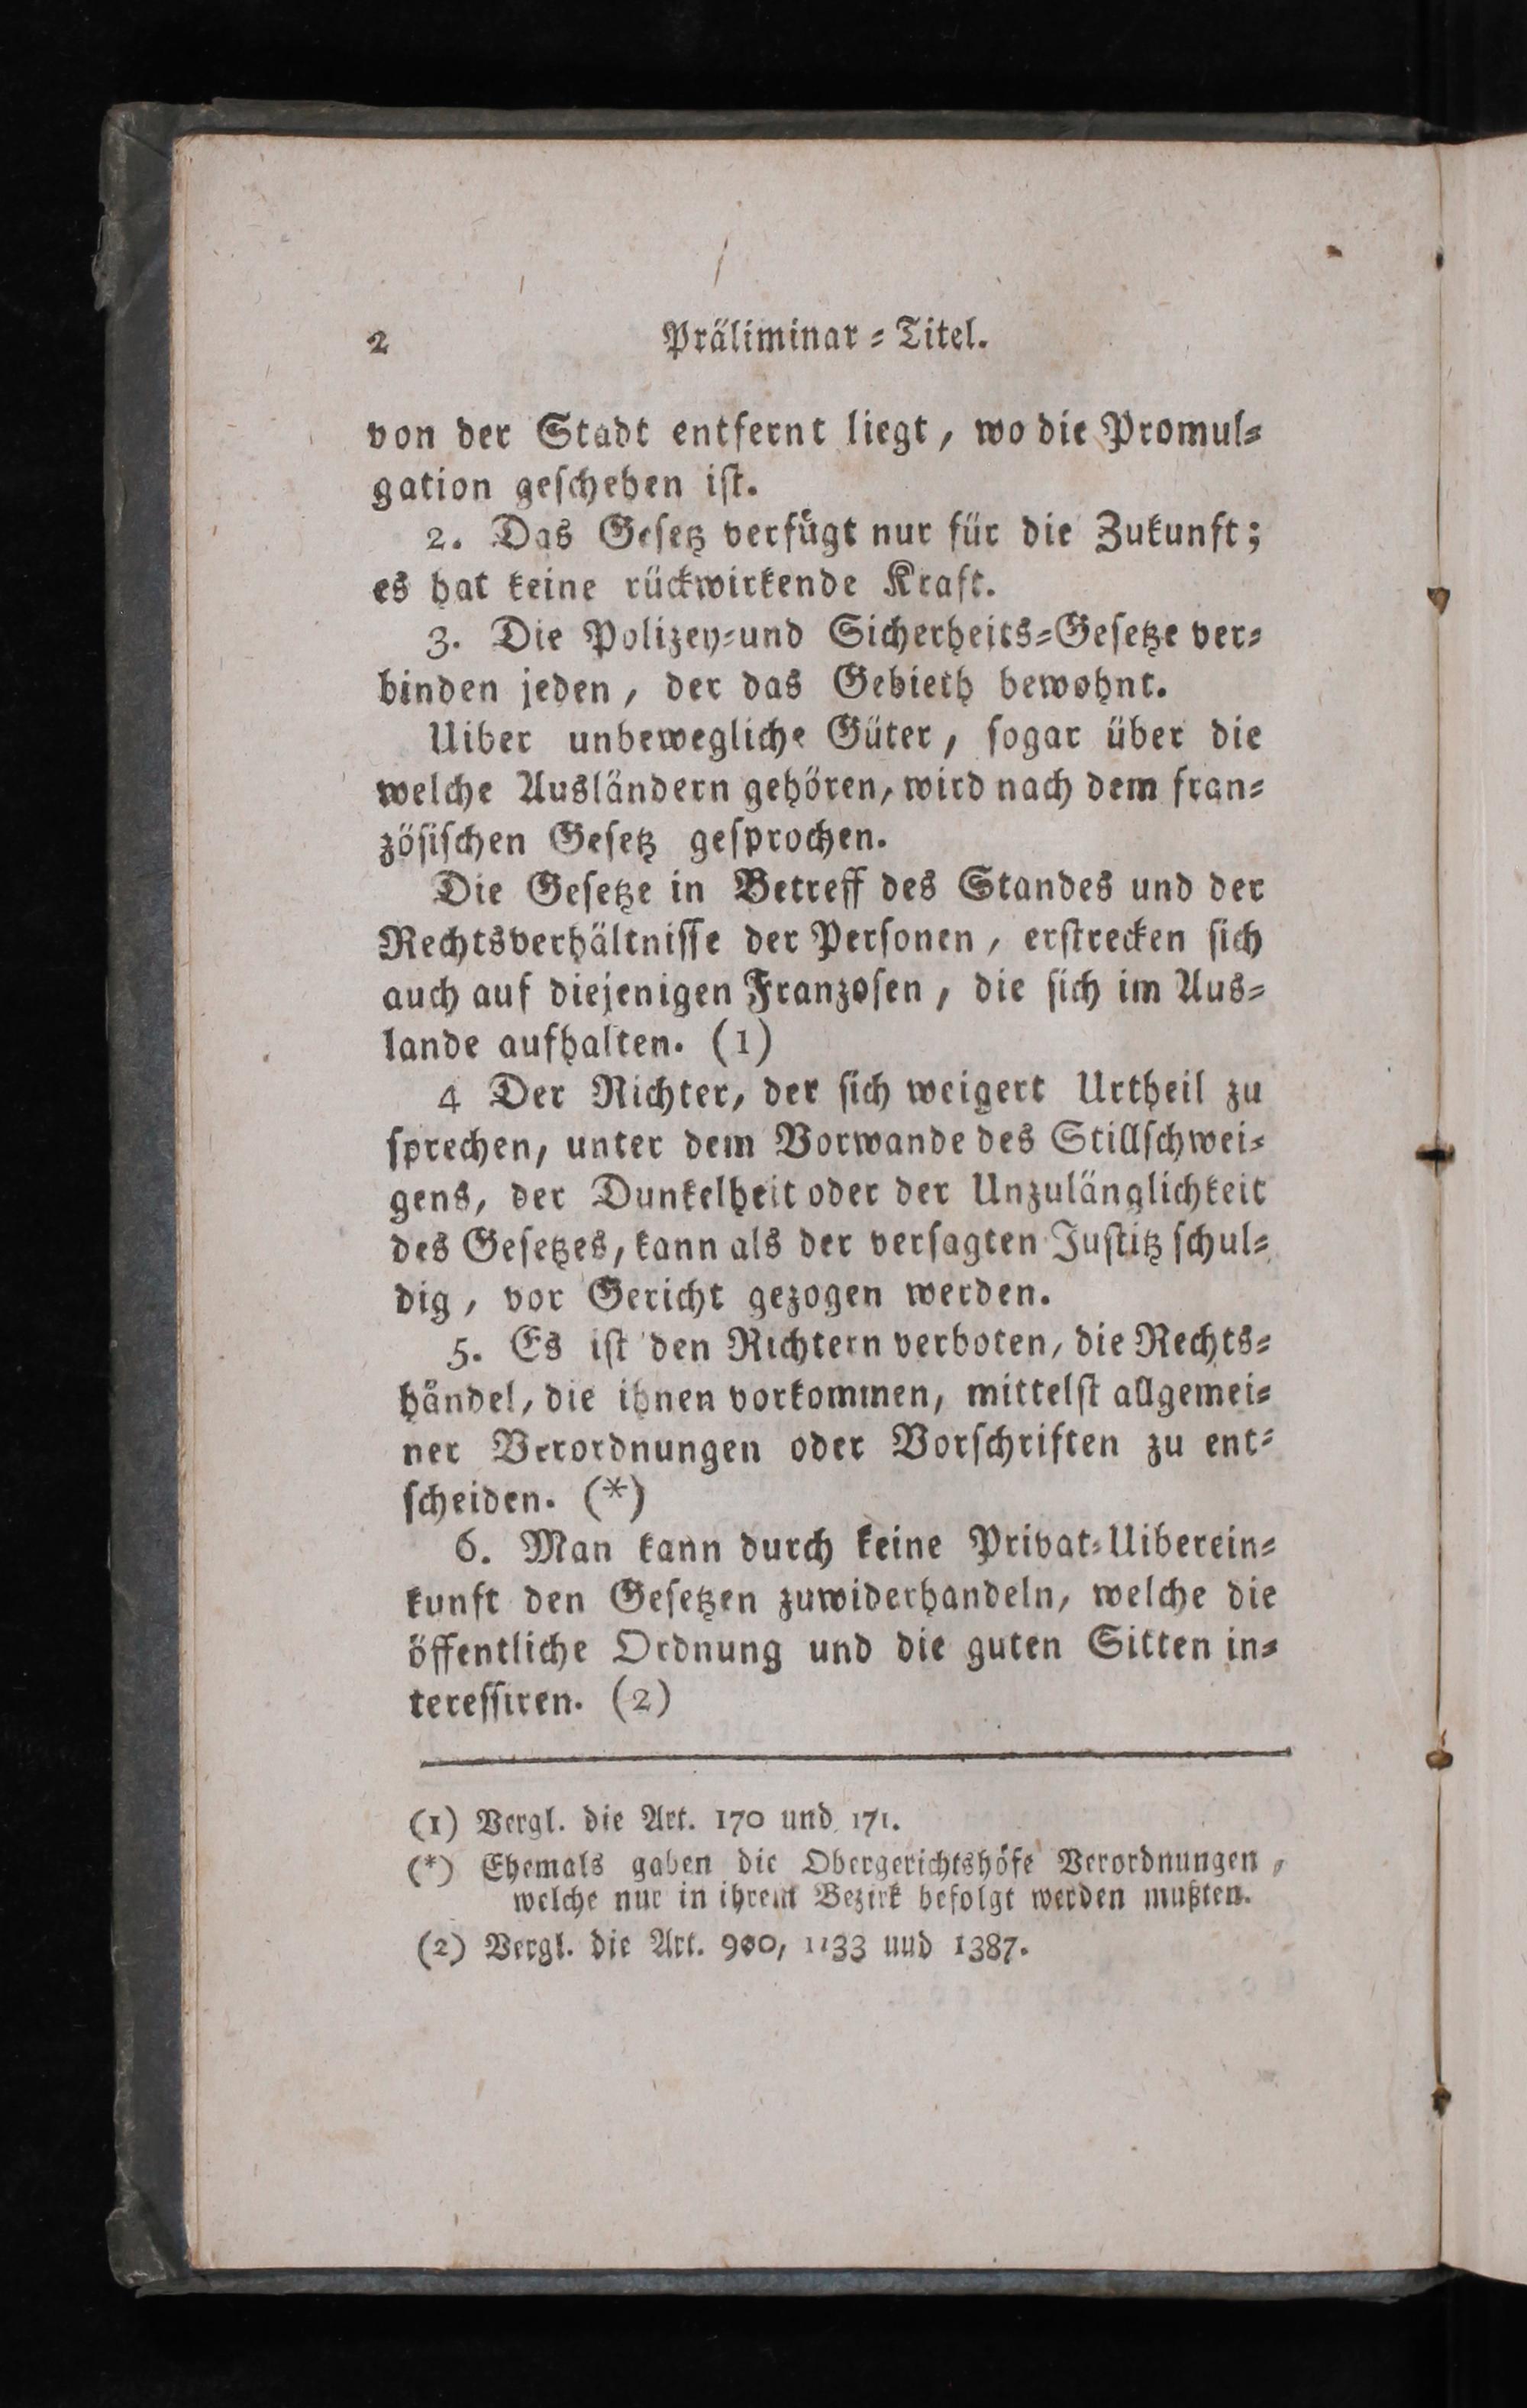 2 Präliminar = Titel.
von der Stadt entfernt liegt, wo die Promul=
gation geschehen ist.
2. Das Gesetz verfügt nur für die Zukunft;
es hat keine rückwirkende Kraft.
3. Die Polizey=und Sicherheits=Gesetze ver=
binden jeden, der das Gebieth bewohnt.
Uiber unbewegliche Güter, sogar über die
welche Ausländern gehören, wird nach dem fran=
zösischen Gesetz gesprochen.
Die Gesetze in Betreff des Standes und der
Rechtsverhältnisse der Personen, erstrecken sich
auch auf diejenigen Franzosen, die sich im Aus=
lande aufhalten. (1)
4 Der Richter, der sich weigert Urtheil zu
sprechen, unter dem Vorwande des Stillschwei=
gens, der Dunkelheit oder der Unzulänglichkeit
des Gesetzes, kann als der versagten Justitz schul=
dig, vor Gericht gezogen werden.
5. Es ist den Richtern verboten, die Rechts=
händel, die ihnen vorkommen, mittelst allgemei=
ner Verordnungen oder Vorschriften zu ent=
scheiden. (*)
6. Man kann durch keine Privat=Uiberein=
kunft den Gesetzen zuwiderhandeln, welche die
öffentliche Ordnung und die guten Sitten in=
teressiren. (2)
(1) Vergl. die Art. 170 und 171.
(*) Ehemals gaben die Obergerichtshöfe Verordnungen,
welche nur in ihrem Bezirk befolgt werden mußten.
(2) Vergl. die Art. 900, 1133 uud 1387.